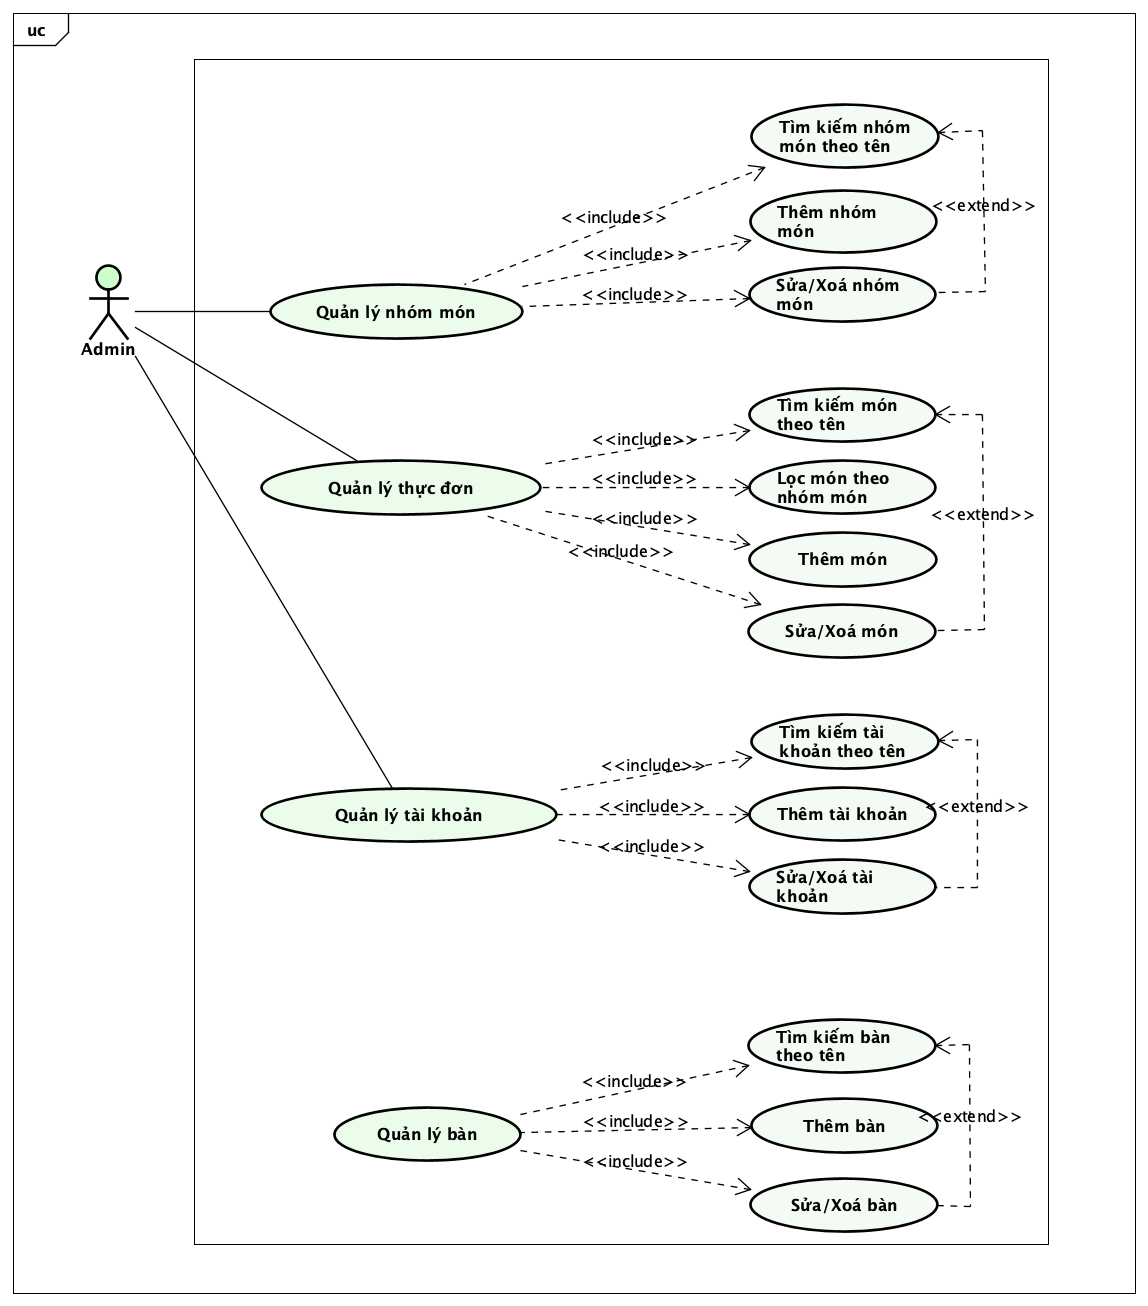 uc
Tìm kiếm nhóm
món theo tên
<<extend>>
<<include>>
Thêm nhóm
món
<<include>>
Sửa/Xoá nhóm
món
<<include>>
Quản lý nhóm món
Admin
Tìm kiếm món
theo tên
<<include>>
Lọc món theo
nhóm món
<<include>>
Quản lý thực đơn
<<extend>>
<<include>>
<<include>>
Thêm món
Sửa/Xoá món
Tìm kiếm tài
khoản theo tên
<<include>>
<<include>>
<<extend>>
Quản lý tài khoản
Thêm tài khoản
<<include>>
Sửa/Xoá tài
khoản
Tìm kiếm bàn
theo tên
<<include>>
<<include>>
<<extend>>
Quản lý bàn
Thêm bàn
<<include>>
Sửa/Xoá bàn